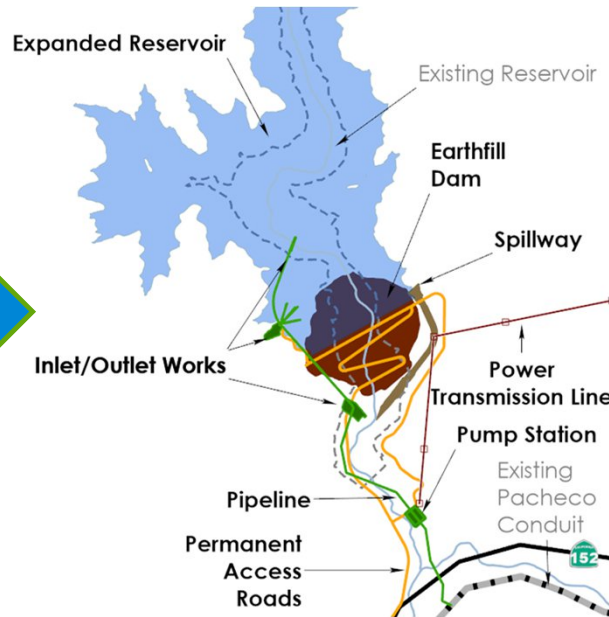 Expanded Reservoir
Existing Reservoir
Earthfill
Dam
Spillway
Inlet/Outlet Works
Power
Transmission Line
Pump Station
Existing
Pacheco
Conduit
Pipeline
152
Permanent
Access
Roads